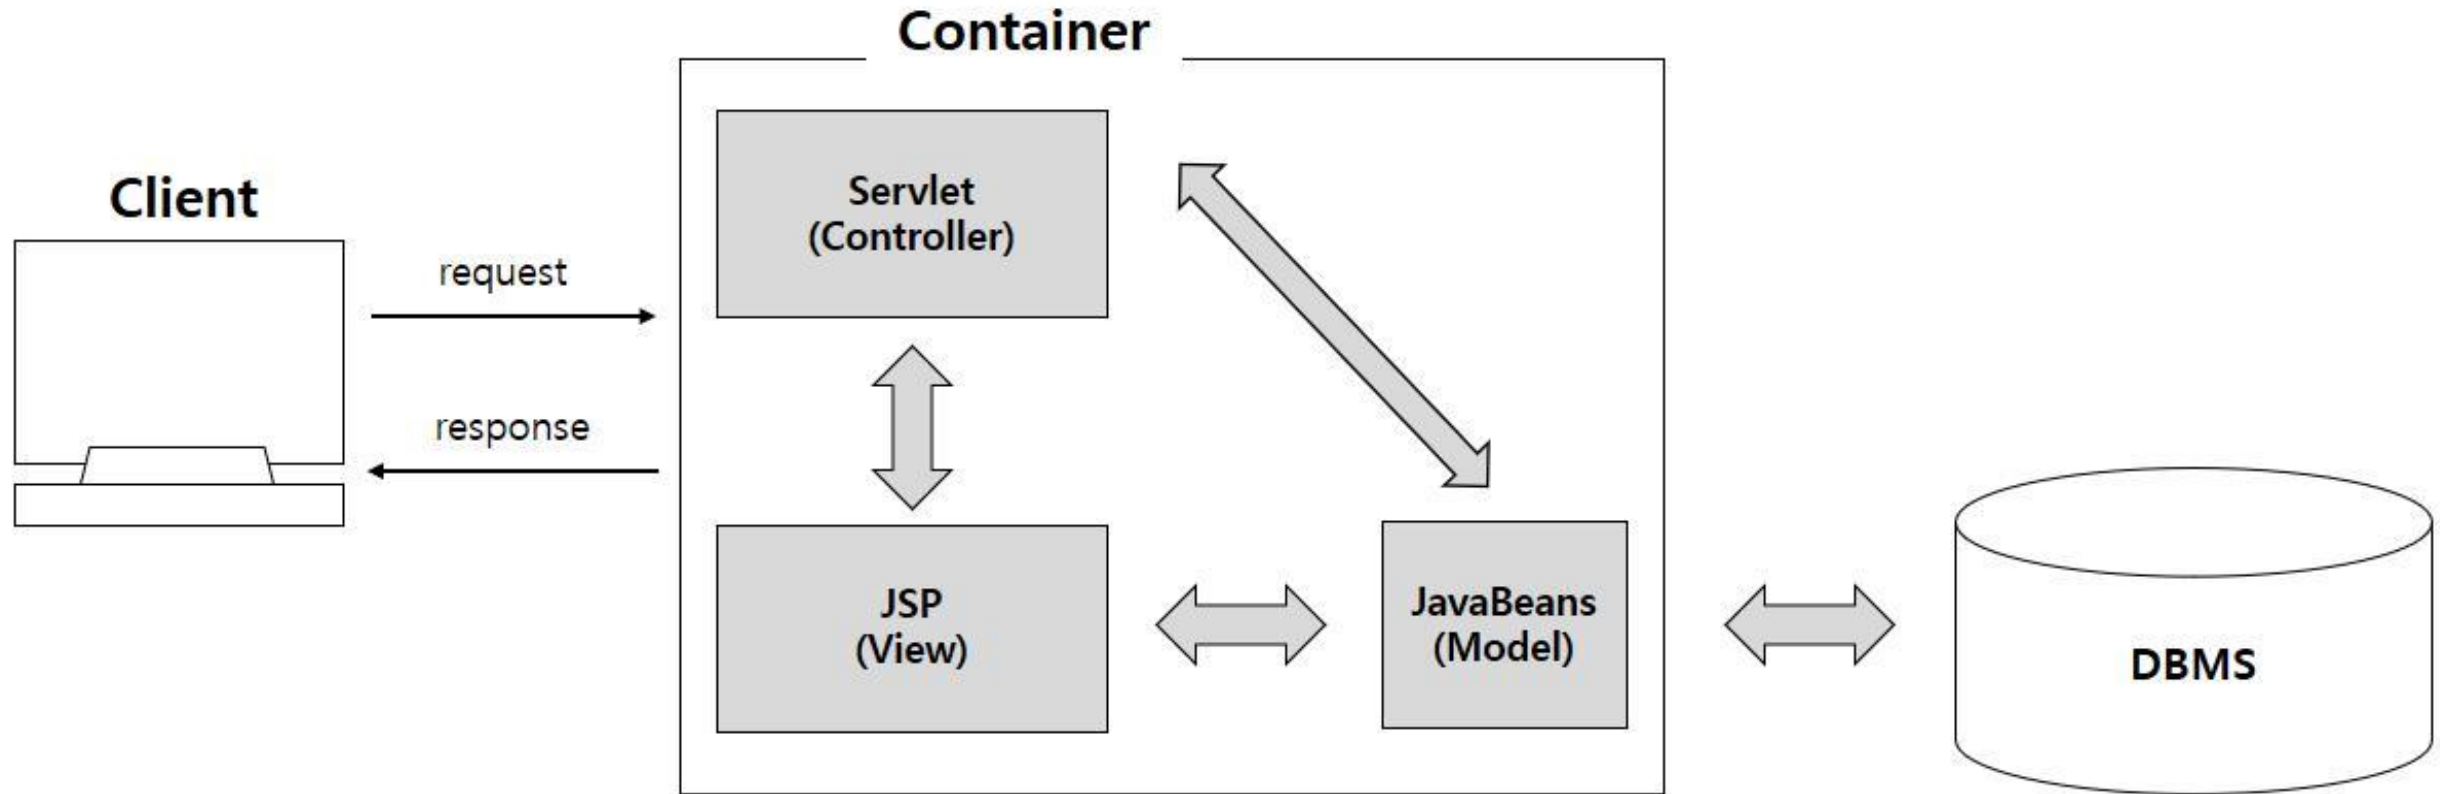 Container
Client
request
response
Servlet
(Controller)
JSP
(View)
JavaBeans
(Model)
DBMS